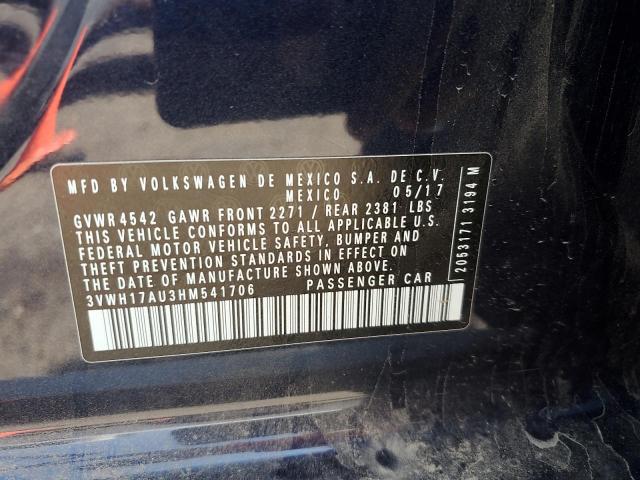 MFD BY VOLKSWAGEN DE MEXICO S.A. DE C.V.
MEXICO 05/17
GVWR 4542 GAWR FRONT 2271 / REAR 2381 LBS
THIS VEHICLE CONFORMS TO ALL APPLICABLE U.S.
FEDERAL MOTOR VEHICLE SAFETY, BUMPER AND
THEFT PREVENTION STANDARDS IN EFFECT ON
THE DATE OF MANUFACTURE SHOWN ABOVE.
3VWH17AU3HM541706 PASSENGER CAR
2053171 3194 M